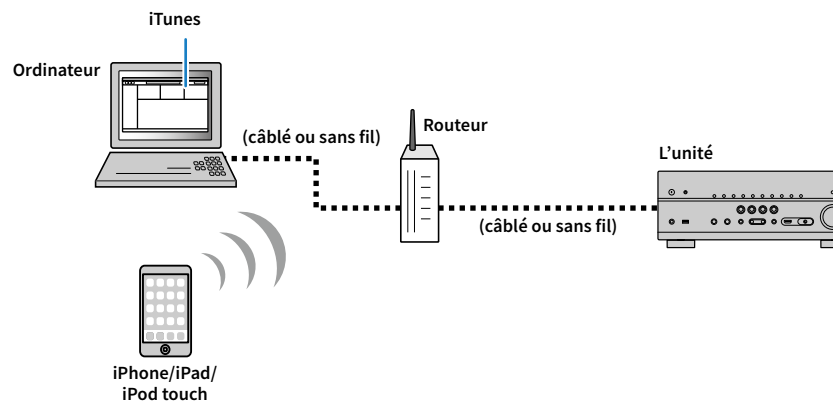 iTunes
Ordinateur
(câblé ou sans fil)
Routeur
L’unité
(câblé ou sans fil)
iPhone/iPad/
iPod touch